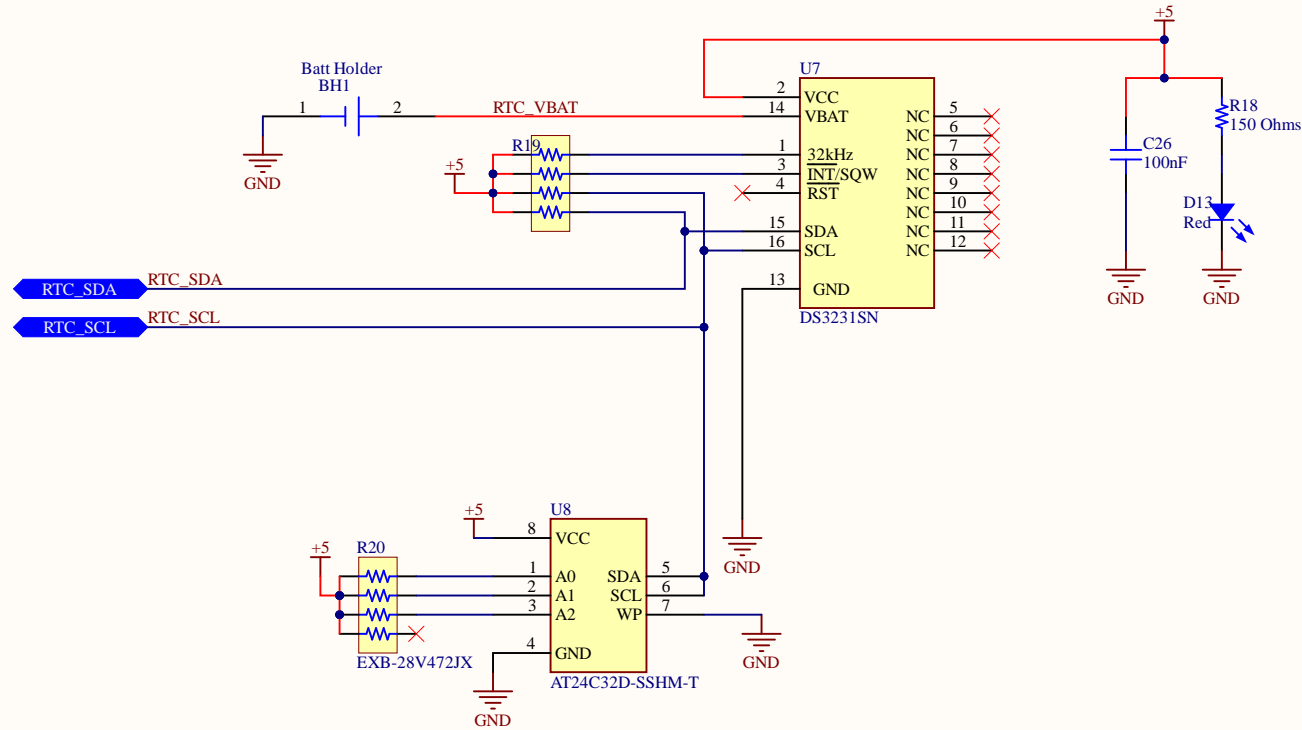 +5
Batt Holder
BH1
1
2
RTC_VBAT
GND
U7
2
VCC
14
VBAT
1
32kHz
3
INT/SQW
4
RST
15
SDA
16
SCL
13
GND
NC
5
NC
6
NC
7
NC
8
NC
9
NC
10
NC
11
NC
12
DS3231SN
R18
150 Ohms
C26
100nF
D13
Red
GND
GND
R19
+5
RTC_SDA
RTC_SDA
RTC_SCL
RTC_SCL
GND
U8
+5
8
VCC
1
A0
2
A1
3
A2
4
GND
SDA
5
SCL
6
WP
7
AT24C32D-SSHM-T
+5
R20
EXB-28V472JX
GND
GND